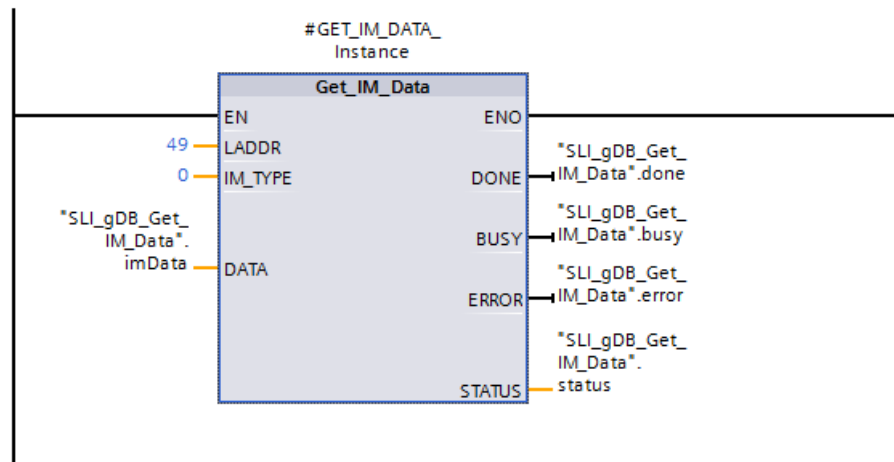 #GET_IM_DATA_
Instance
Get_IM_Data
EN
ENO
49
LADDR
0
IM_TYPE
"SLI_gDB_Get_
IM_Data".
imData
DATA
DONE
"SLI_gDB_Get_
IM_Data".done
BUSY
"SLI_gDB_Get_
IM_Data".busy
ERROR
"SLI_gDB_Get_
IM_Data".error
STATUS
"SLI_gDB_Get_
IM_Data".
status